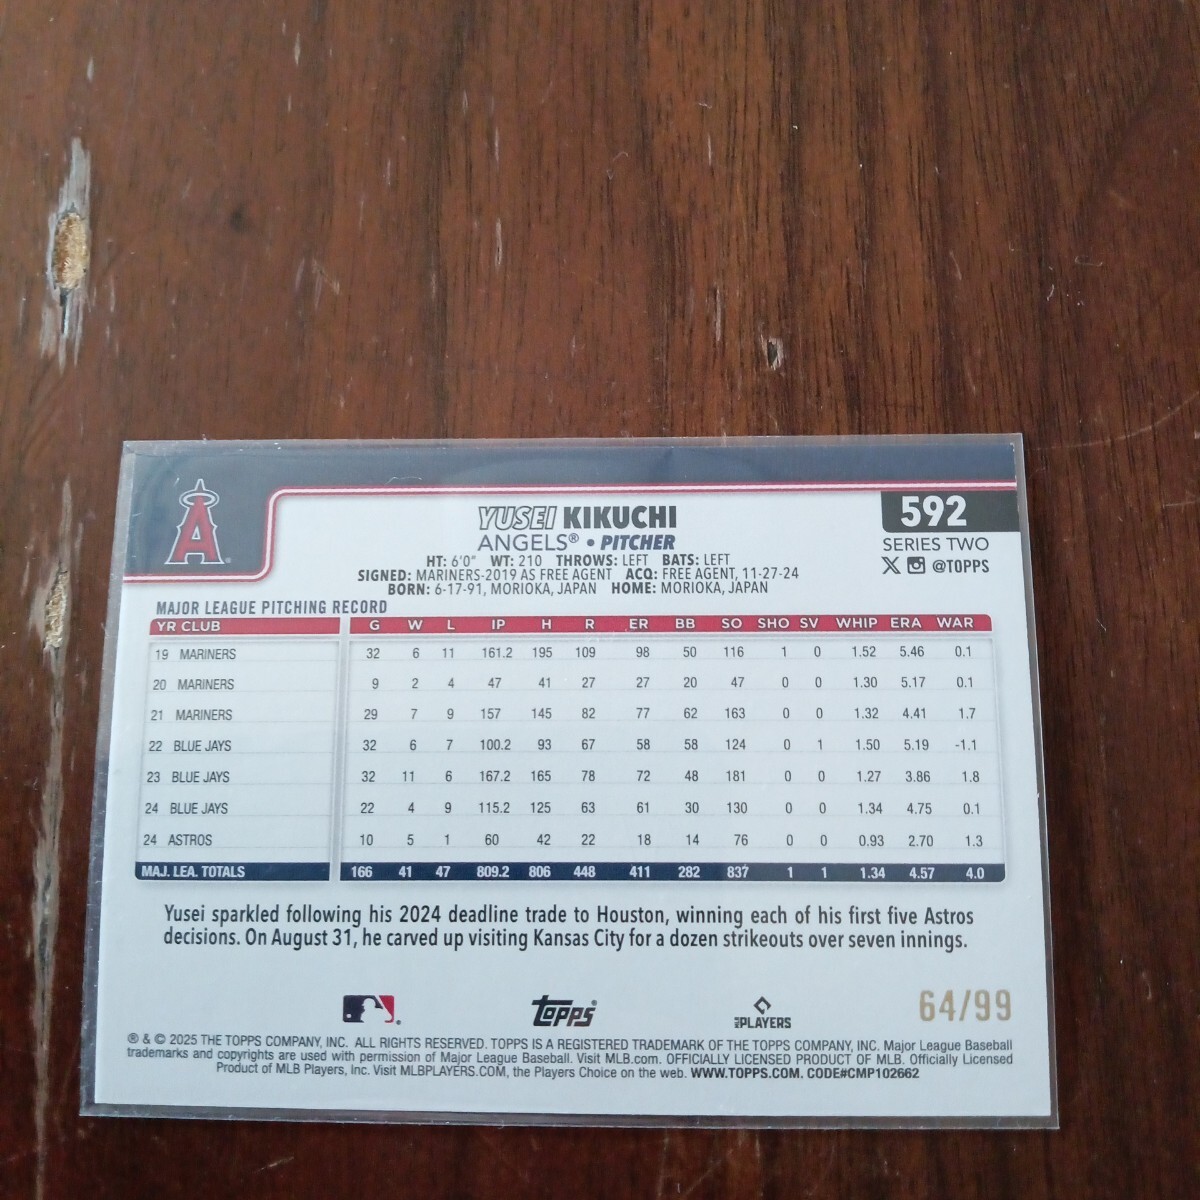 A
YUSEI KIKUCHI
ANGELS® • PITCHER
592
SERIES TWO
X @TOPPS
HT: 6'0" WT: 210 THROWS: LEFT BATS: LEFT
SIGNED: MARINERS-2019 AS FREE AGENT ACQ: FREE AGENT, 11-27-24
BORN: 6-17-91, MORIOKA, JAPAN HOME: MORIOKA, JAPAN
MAJOR LEAGUE PITCHING RECORD
YR CLUB G W L IP H R ER BB SO SHO SV WHIP ERA WAR
19 MARINERS 32 6 11 161.2 195 109 98 50 116 1 0 1.52 5.46 0.1
20 MARINERS 9 2 4 47 41 27 27 20 47 0 0 1.30 5.17 0.1
21 MARINERS 29 7 9 157 145 82 77 62 163 0 0 1.32 4.41 1.7
22 BLUE JAYS 32 6 7 100.2 93 67 58 58 124 0 1 1.50 5.19 -1.1
23 BLUE JAYS 32 11 6 167.2 165 78 72 48 181 0 0 1.27 3.86 1.8
24 BLUE JAYS 22 4 9 115.2 125 63 61 30 130 0 0 1.34 4.75 0.1
24 ASTROS 10 5 1 60 42 22 18 14 76 0 0 0.93 2.70 1.3
MAJ. LEA. TOTALS 166 41 47 809.2 806 448 411 282 837 1 1 1.34 4.57 4.0
Yusei sparkled following his 2024 deadline trade to Houston, winning each of his first five Astros
decisions. On August 31, he carved up visiting Kansas City for a dozen strikeouts over seven innings.
Topps®
MLB PLAYERS
64/99
® & © 2025 THE TOPPS COMPANY, INC. ALL RIGHTS RESERVED. TOPPS IS A REGISTERED TRADEMARK OF THE TOPPS COMPANY, INC. Major League Baseball
trademarks and copyrights are used with permission of Major League Baseball. Visit MLB.com. OFFICIALLY LICENSED PRODUCT OF MLB. Officially Licensed
Product of MLB Players, Inc. Visit MLBPLAYERS.COM, the Players Choice on the web. WWW.TOPPS.COM. CODE#CMP102662